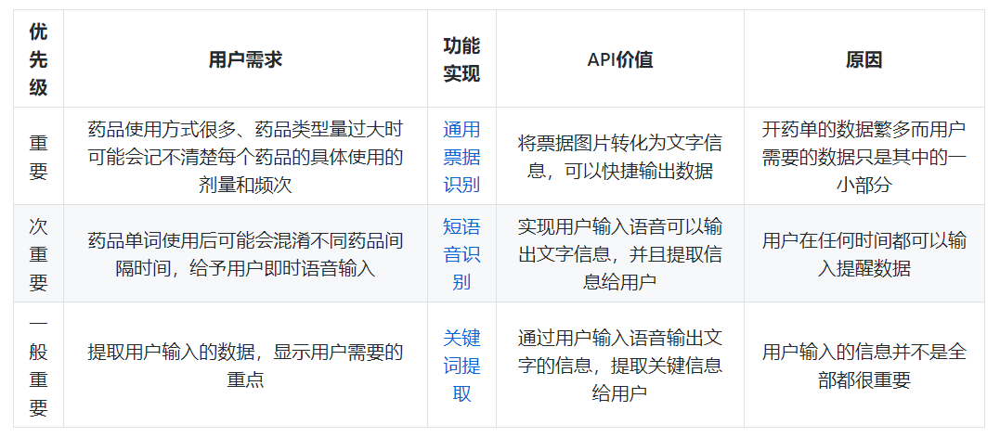 优
先
级
用户需求
功能
实现
API价值
原因
重
要
药品使用方式很多、药品类型量过大时
可能会记不清楚每个药品的具体使用的
剂量和频次
通用
票据
识别
将票据图片转化为文字信
息，可以快捷输出数据
开药单的数据繁多而用户
需要的数据只是其中的一
小部分
次
重
要
药品单词使用后可能会混淆不同药品间
隔时间，给予用户即时语音输入
短语
音识
别
实现用户输入语音可以输
出文字信息，并且提取信
息给用户
用户在任何时间都可以输
入提醒数据
一
般
重
要
提取用户输入的数据，显示用户需要的
重点
关键
词提
取
通过用户输入语音输出文
字的信息，提取关键信息
给用户
用户输入的信息并不是全
部都很重要